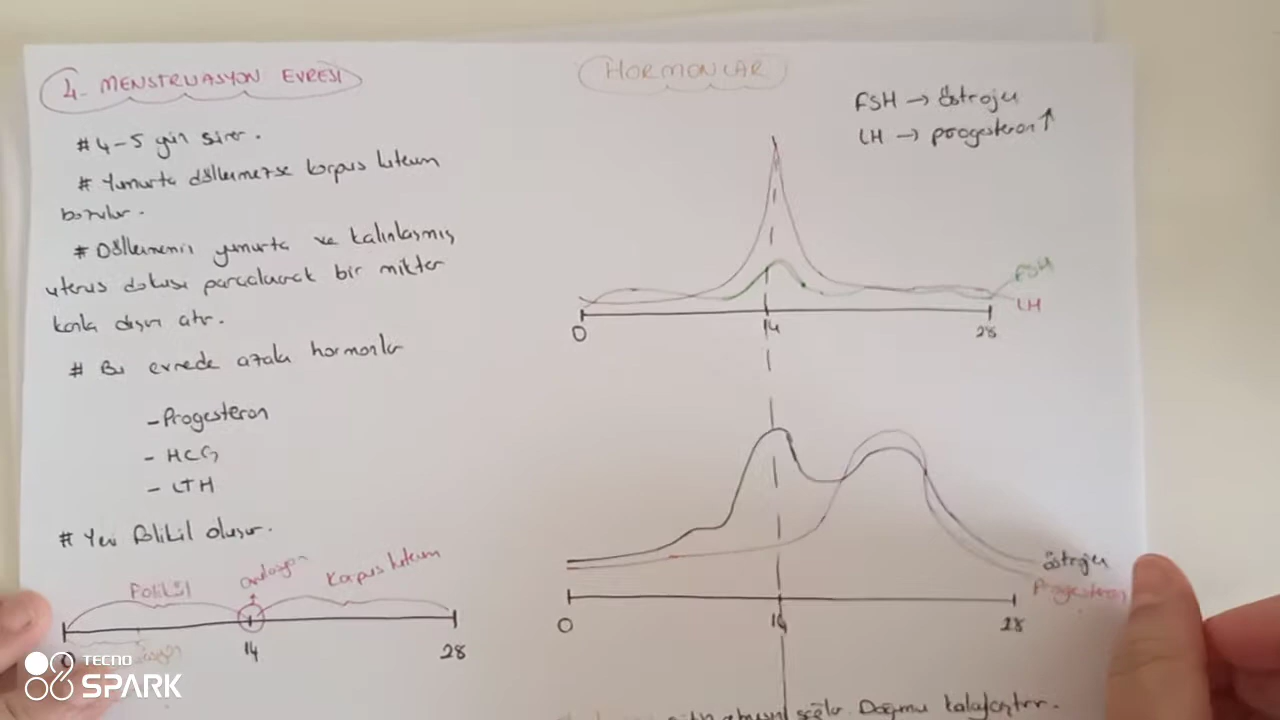 4- MENSTRUASYON EVRESİ
# 4-5 gün sürer.
# Yumurta döllenmezse korpus luteum
bozulur.
# Döllenmemiş yumurta ve kalınlaşmış
uterus dokusu parçalanarak bir miktar
kanla dışarı atılır.
# Bu evrede azalan hormonlar
- Progesteron
- HCG
- LTH
# Yeni folikül oluşur.
Folikül
ovulasyon
Korpus luteum
0
14
28
HORMONLAR
FSH → östrojen
LH → progesteron ↑
FSH
LH
0
14
28
östrojen
Progesteron
0
14
28
sağlar. Doğumu kolaylaştırır.
TECNO
SPARK